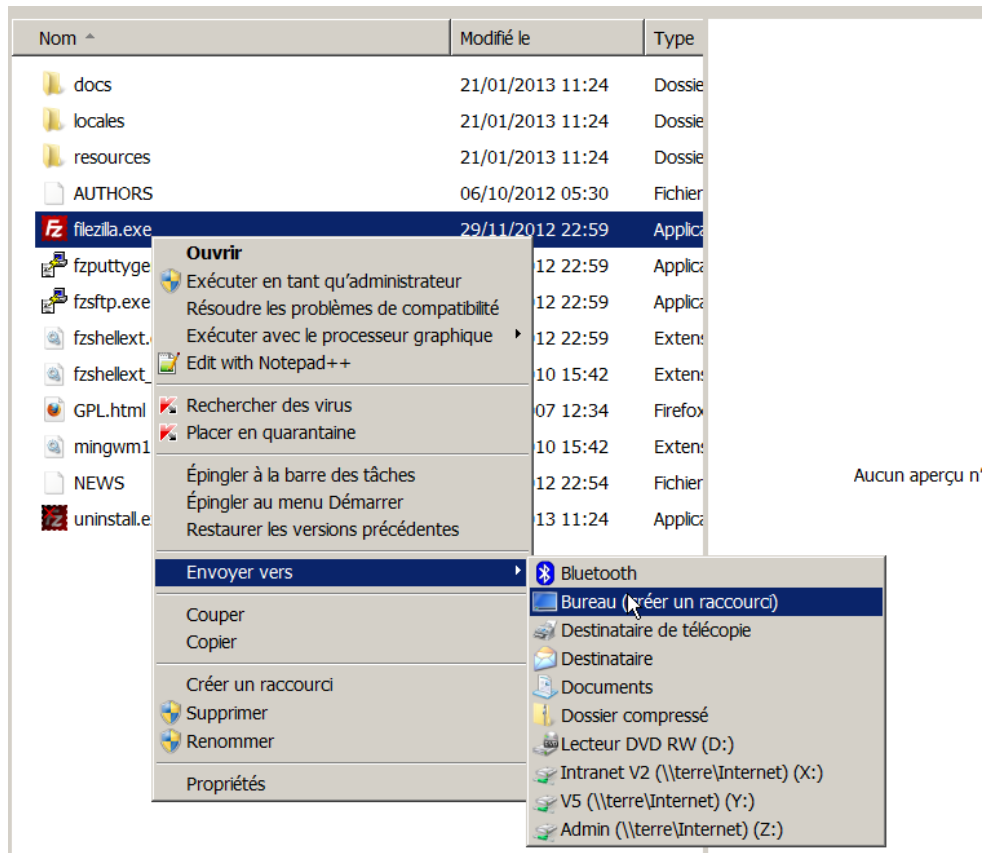 Nom Modifié le Type
docs 21/01/2013 11:24 Dossie
locales 21/01/2013 11:24 Dossie
resources 21/01/2013 11:24 Dossie
AUTHORS 06/10/2012 05:30 Fichier
filezilla.exe 29/11/2012 22:59 Applica
fzputtyge 12 22:59 Applica
fzsftp.exe 12 22:59 Applica
fzshellext. 12 22:59 Extens
fzshellext_ 10 15:42 Extens
GPL.html 07 12:34 Firefox
mingwm1 10 15:42 Extens
NEWS 12 22:54 Fichier
uninstall.e 13 11:24 Applica
Ouvrir
Exécuter en tant qu'administrateur
Résoudre les problèmes de compatibilité
Exécuter avec le processeur graphique
Edit with Notepad++
Rechercher des virus
Placer en quarantaine
Épingler à la barre des tâches
Épingler au menu Démarrer
Restaurer les versions précédentes
Envoyer vers
Couper
Copier
Créer un raccourci
Supprimer
Renommer
Propriétés
Bluetooth
Bureau (créer un raccourci)
Destinataire de télécopie
Destinataire
Documents
Dossier compressé
Lecteur DVD RW (D:)
Intranet V2 (\\terre\Internet) (X:)
V5 (\\terre\Internet) (Y:)
Admin (\\terre\Internet) (Z:)
Aucun aperçu n'